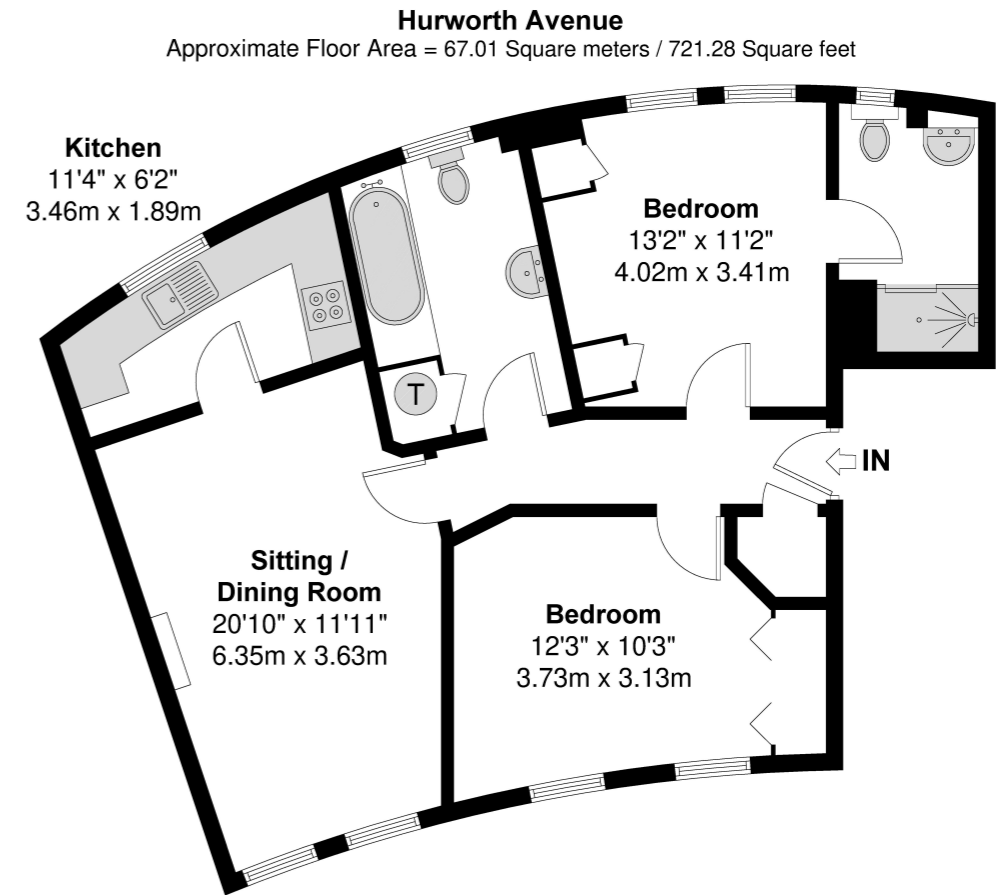 Hurworth Avenue
Approximate Floor Area = 67.01 Square meters / 721.28 Square feet
Kitchen
11'4" x 6'2"
3.46m x 1.89m
Bedroom
13'2" x 11'2"
4.02m x 3.41m
T
IN
Sitting /
Dining Room
20'10" x 11'11"
6.35m x 3.63m
Bedroom
12'3" x 10'3"
3.73m x 3.13m